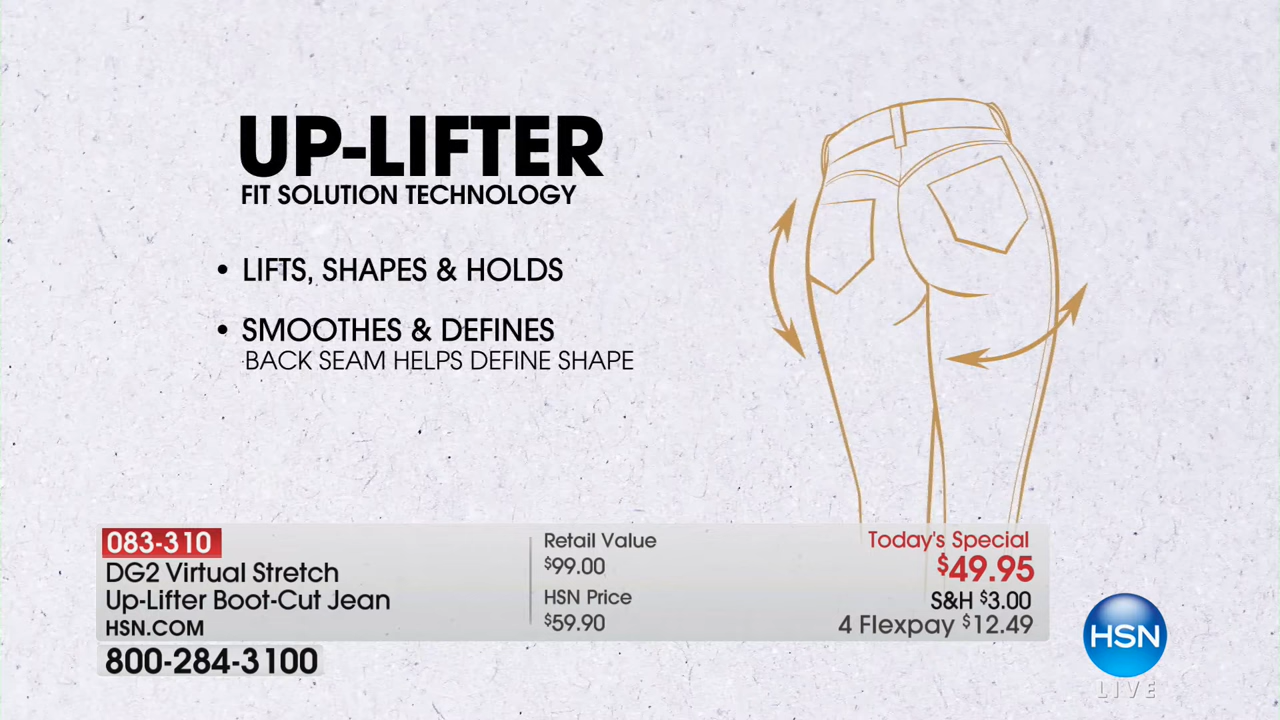 UP-LIFTER
FIT SOLUTION TECHNOLOGY
• LIFTS, SHAPES & HOLDS
• SMOOTHES & DEFINES
BACK SEAM HELPS DEFINE SHAPE
083-310
DG2 Virtual Stretch
Up-Lifter Boot-Cut Jean
HSN.COM
800-284-3100
Retail Value
$99.00
HSN Price
$59.90
Today's Special
$49.95
S&H $3.00
4 Flexpay $12.49
HSN
LIVE